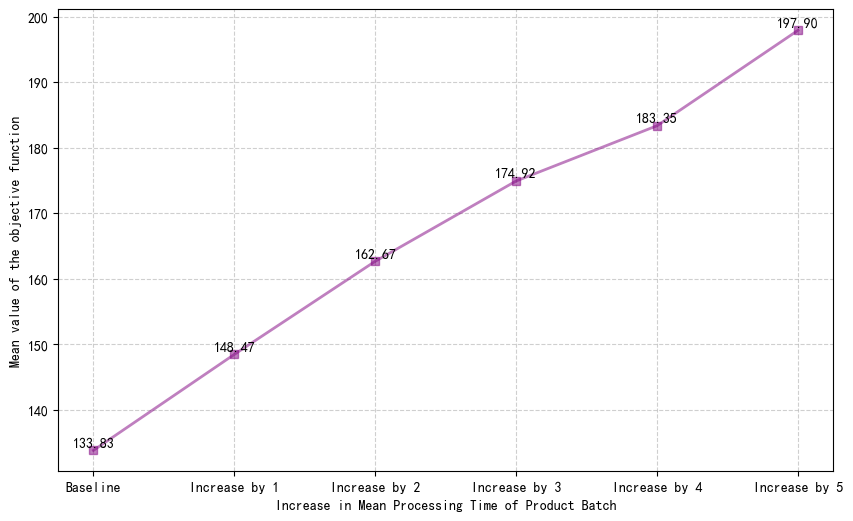 200
190
180
170
160
150
140
Mean value of the objective function
133.83
148.47
162.67
174.92
183.35
197.90
Baseline
Increase by 1
Increase by 2
Increase by 3
Increase by 4
Increase by 5
Increase in Mean Processing Time of Product Batch